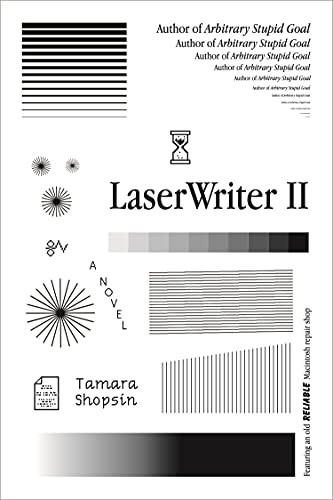 Author of Arbitrary Stupid Goal
Author of Arbitrary Stupid Goal
Author of Arbitrary Stupid Goal
Author of Arbitrary Stupid Goal
Author of Arbitrary Stupid Goal
Author of Arbitrary Stupid Goal
LaserWriter II
A NOVEL
Tamara
Shopsin
Featuring an old RELIABLE Macintosh repair shop